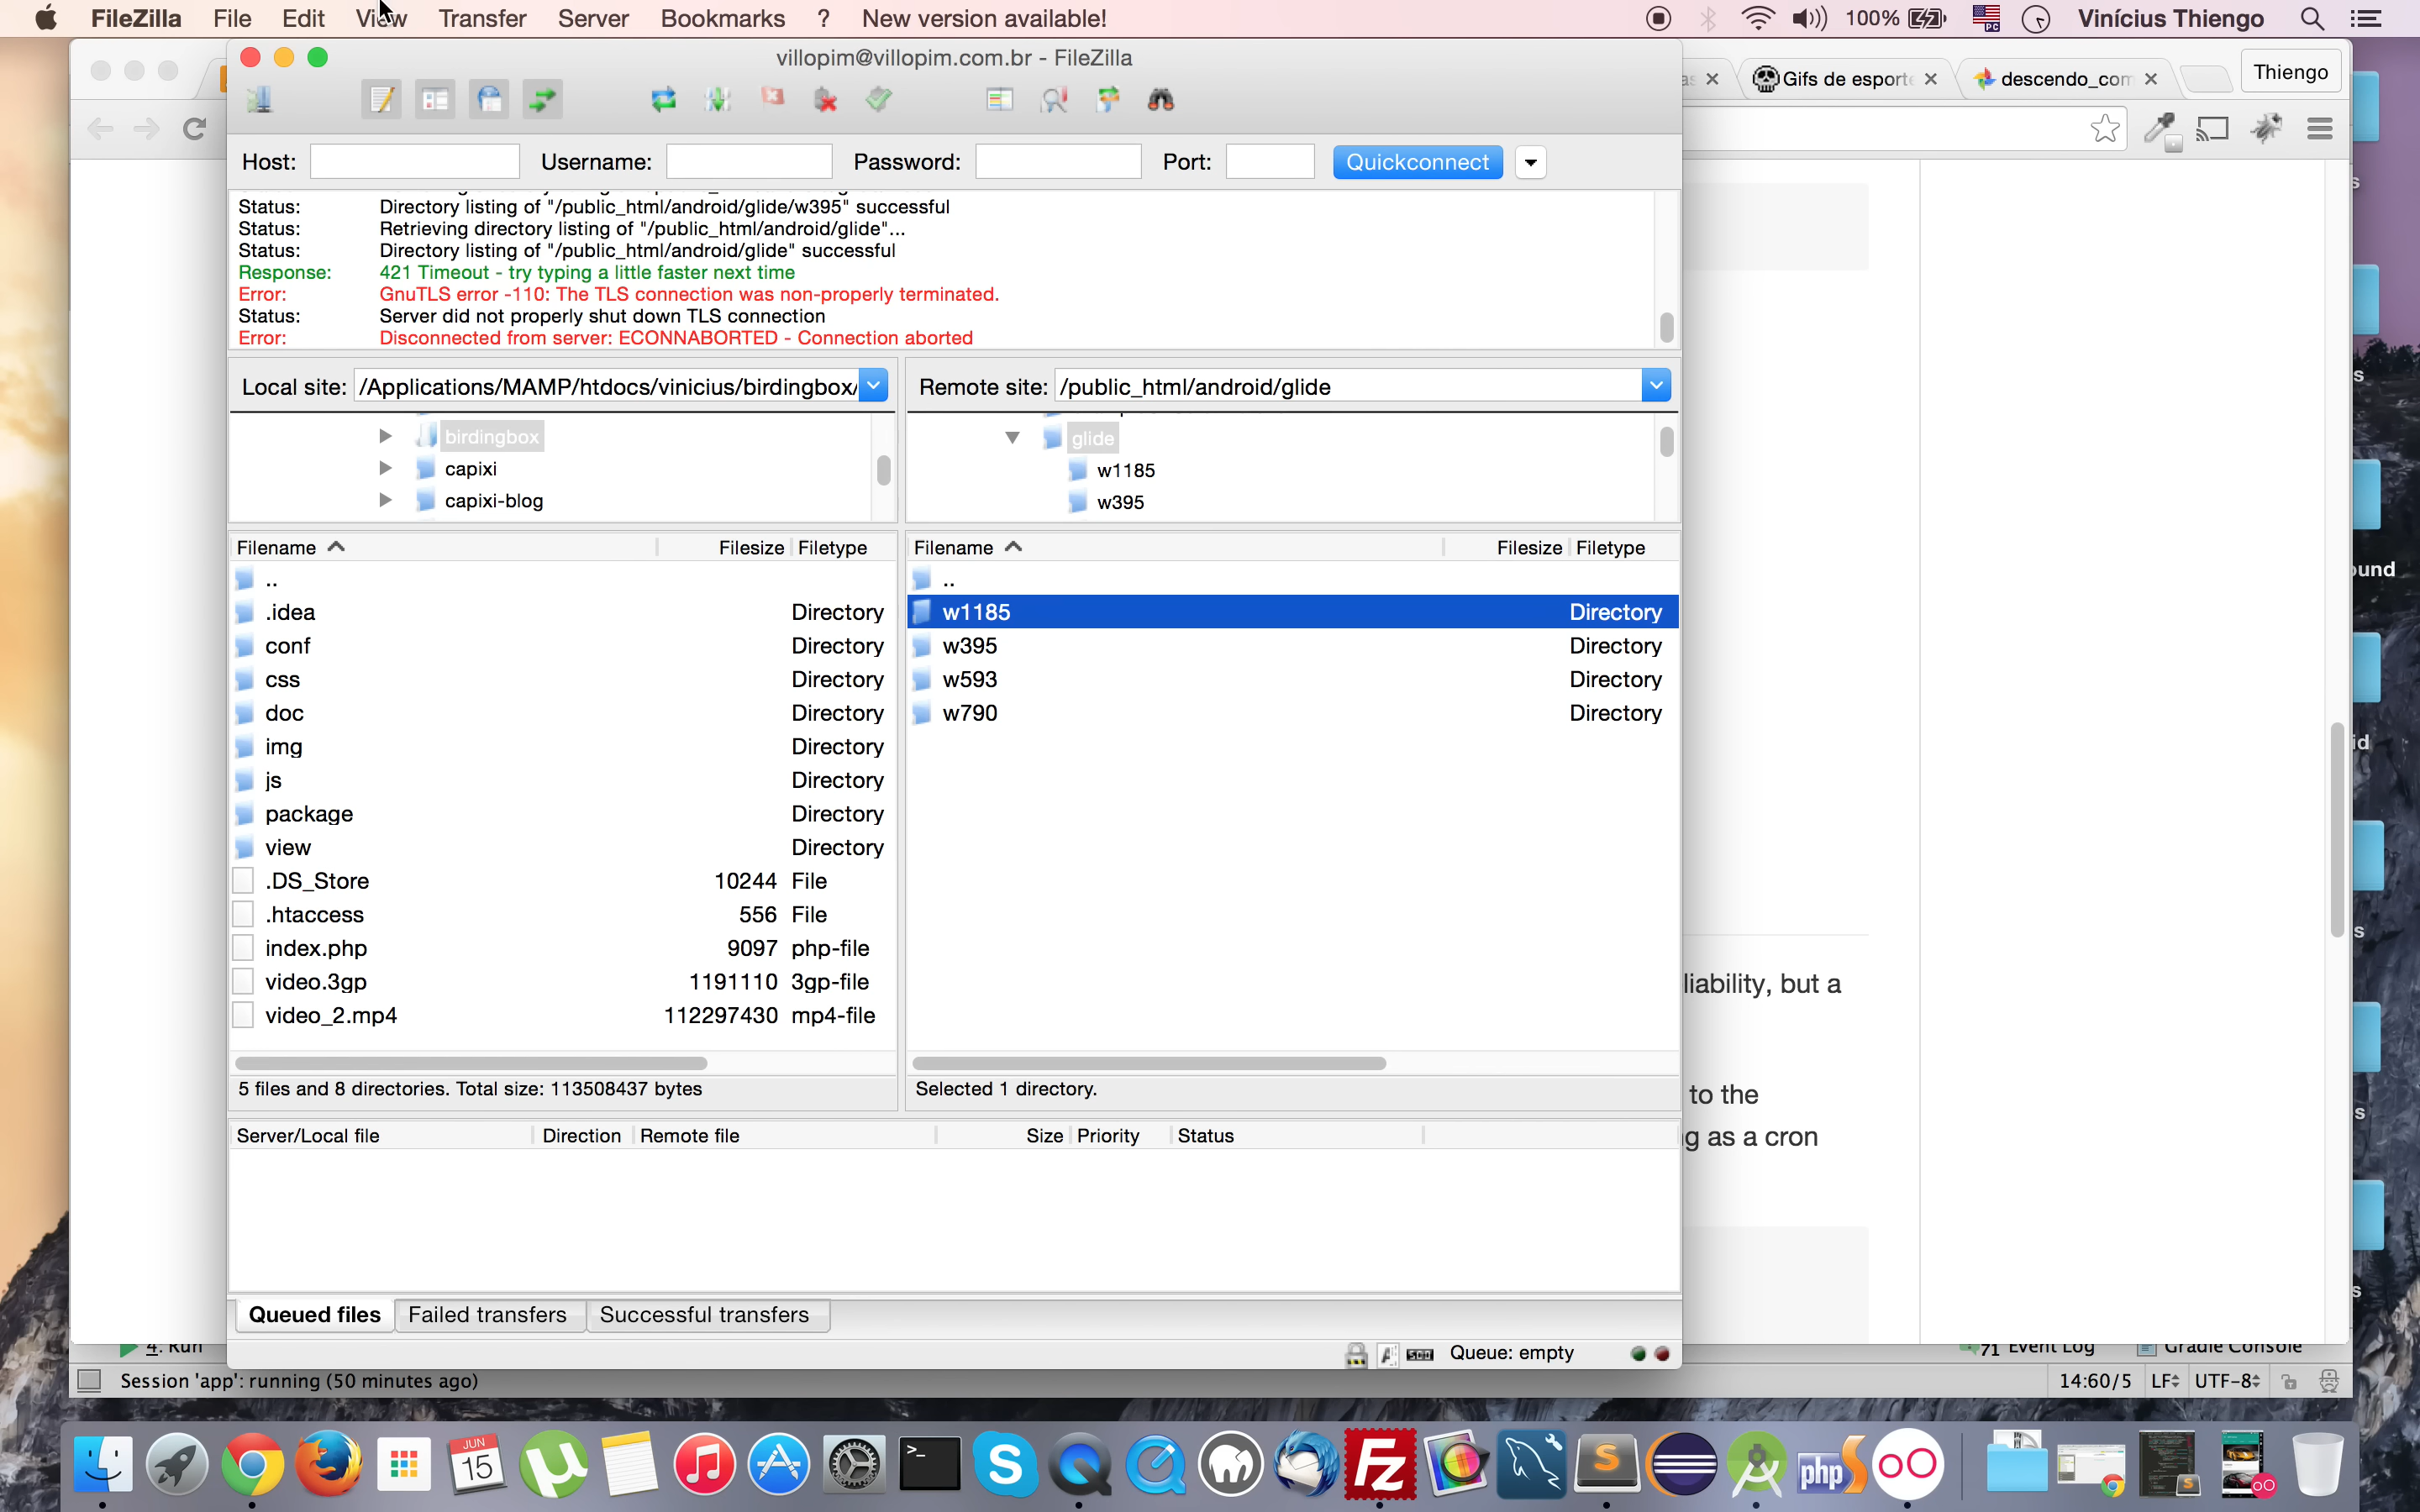 FileZilla File Edit View Transfer Server Bookmarks ? New version available! 100% PC Vinícius Thiengo
villopim@villopim.com.br - FileZilla
Gifs de esport descendo_com Thiengo
Host: Username: Password: Port: Quickconnect
Status: Directory listing of "/public_html/android/glide/w395" successful
Status: Retrieving directory listing of "/public_html/android/glide"...
Status: Directory listing of "/public_html/android/glide" successful
Response: 421 Timeout - try typing a little faster next time
Error: GnuTLS error -110: The TLS connection was non-properly terminated.
Status: Server did not properly shut down TLS connection
Error: Disconnected from server: ECONNABORTED - Connection aborted
Local site: /Applications/MAMP/htdocs/vinicius/birdingbox/
birdingbox
capixi
capixi-blog
Remote site: /public_html/android/glide
glide
w1185
w395
Filename Filesize Filetype
..
.idea Directory
conf Directory
css Directory
doc Directory
img Directory
js Directory
package Directory
view Directory
.DS_Store 10244 File
.htaccess 556 File
index.php 9097 php-file
video.3gp 1191110 3gp-file
video_2.mp4 112297430 mp4-file
5 files and 8 directories. Total size: 113508437 bytes
Filename Filesize Filetype
..
w1185 Directory
w395 Directory
w593 Directory
w790 Directory
Selected 1 directory.
liability, but a
to the
g as a cron
Server/Local file Direction Remote file Size Priority Status
Queued files Failed transfers Successful transfers
Queue: empty
4: Run 71 Event Log Gradle Console
Session 'app': running (50 minutes ago) 14:60/5 LF UTF-8
JUN
15
php